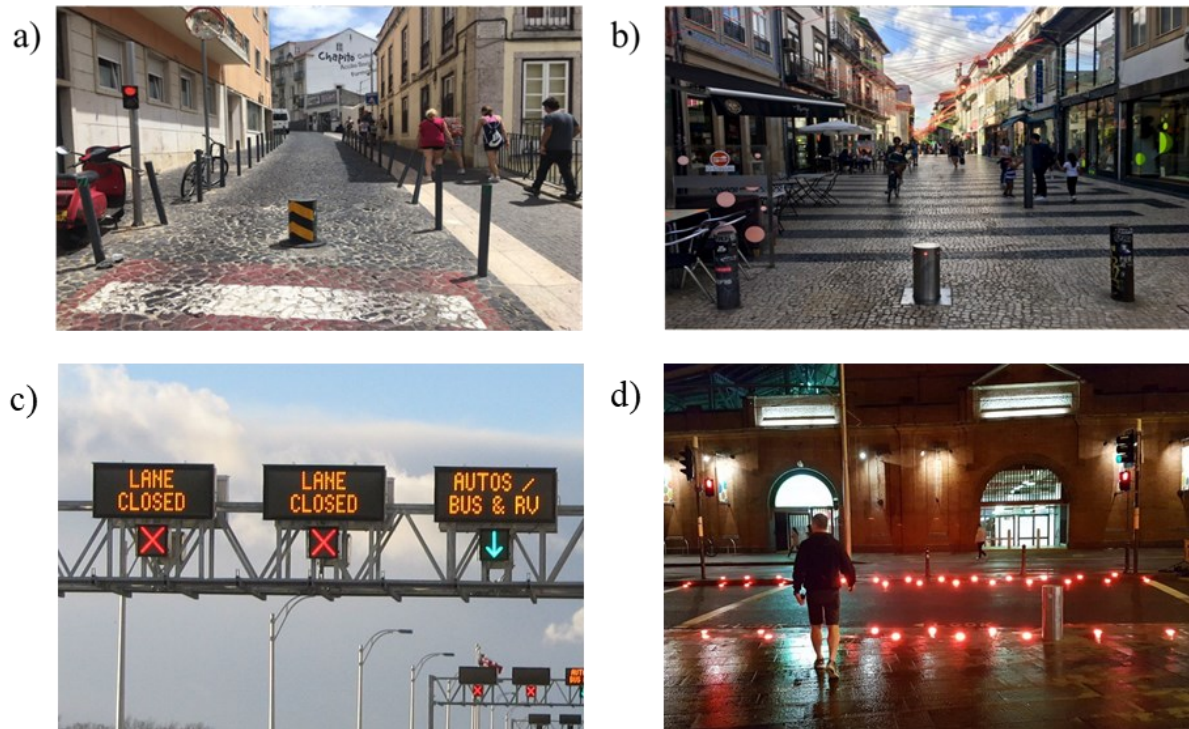 a)
b)
Chapitô
c)
d)
LANE
CLOSED
LANE
CLOSED
AUTOS /
BUS & RV